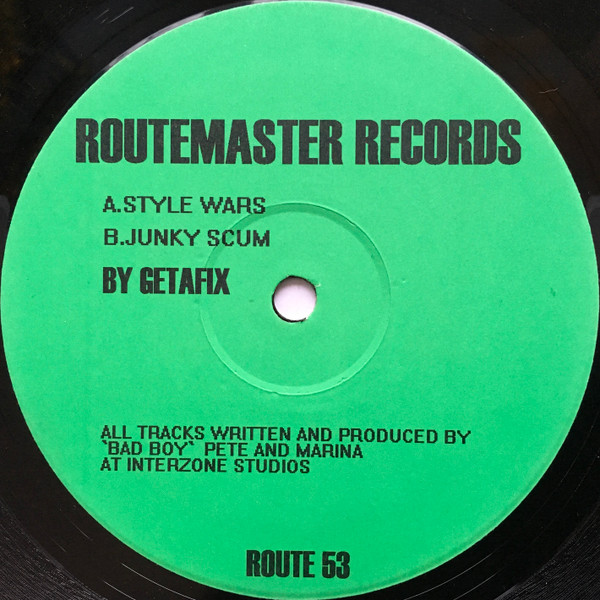 ROUTEMASTER RECORDS
A.STYLE WARS
B.JUNKY SCUM
BY GETAFIX
ALL TRACKS WRITTEN AND PRODUCED BY
`BAD BOY` PETE AND MARINA
AT INTERZONE STUDIOS
ROUTE 53